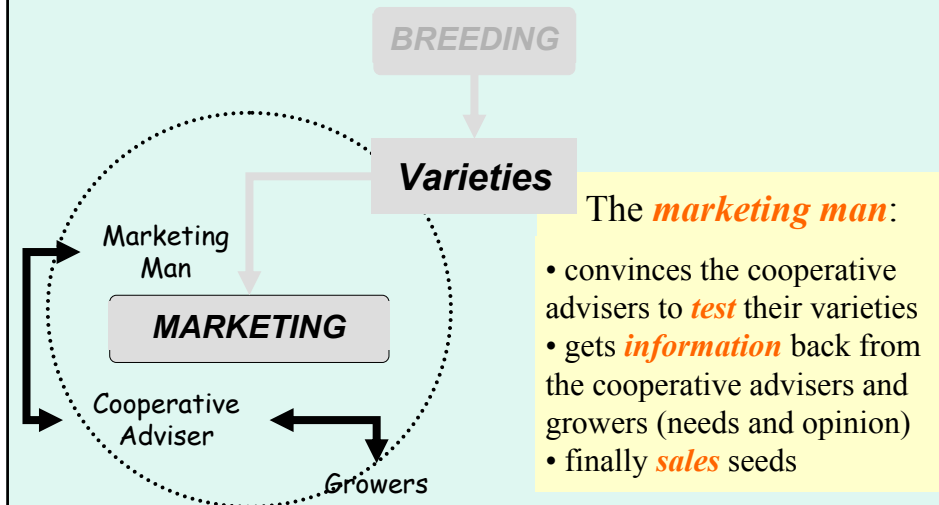 BREEDING
Varieties
Marketing
Man
MARKETING
Cooperative
Adviser
Growers
The marketing man:
• convinces the cooperative
advisers to test their varieties
• gets information back from
the cooperative advisers and
growers (needs and opinion)
• finally sales seeds